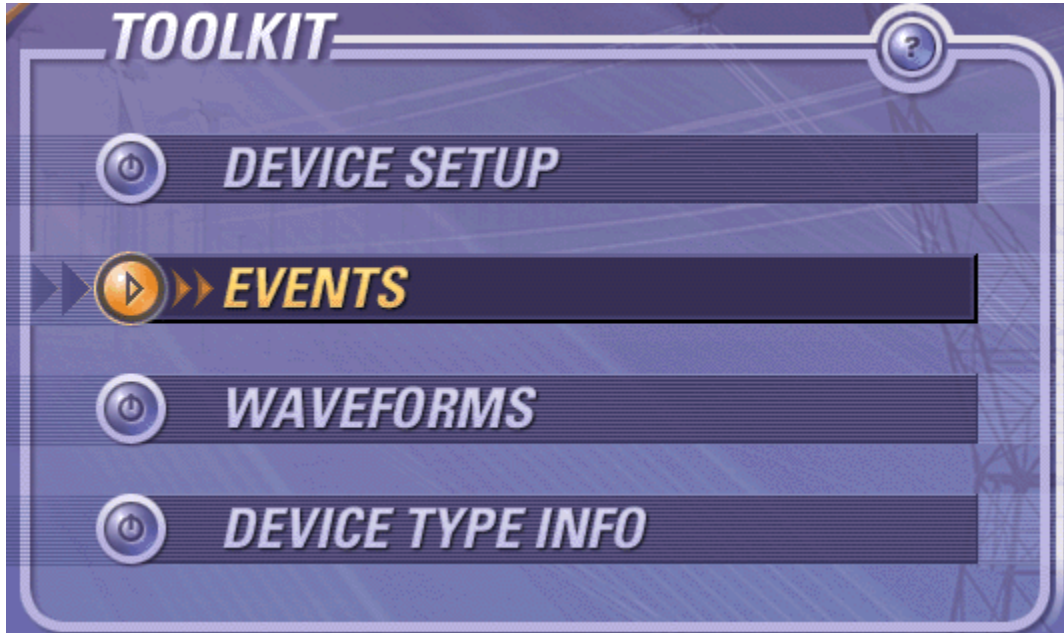 TOOLKIT
?
DEVICE SETUP
EVENTS
WAVEFORMS
DEVICE TYPE INFO